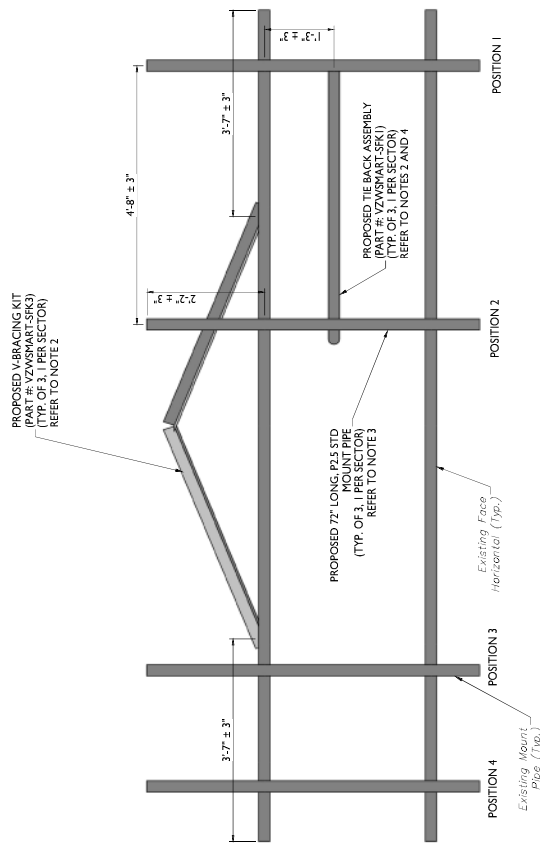 PROPOSED V-BRACING KIT
(PART #: VZWSMART-SFK3)
(TYP. OF 3, 1 PER SECTOR)
REFER TO NOTE 2
4'-8" ± 3"
2'-2" ± 3"
3'-7" ± 3"
1'-3" ± 3"
3'-7" ± 3"
PROPOSED TIE BACK ASSEMBLY
(PART #: VZWSMART-SFK1)
(TYP. OF 3, 1 PER SECTOR)
REFER TO NOTES 2 AND 4
PROPOSED 72" LONG, P2.5 STD
MOUNT PIPE
(TYP. OF 3, 1 PER SECTOR)
REFER TO NOTE 3
Existing Face
Horizontal (Typ.)
Existing Mount
Pipe (Typ.)
POSITION 4
POSITION 3
POSITION 2
POSITION 1